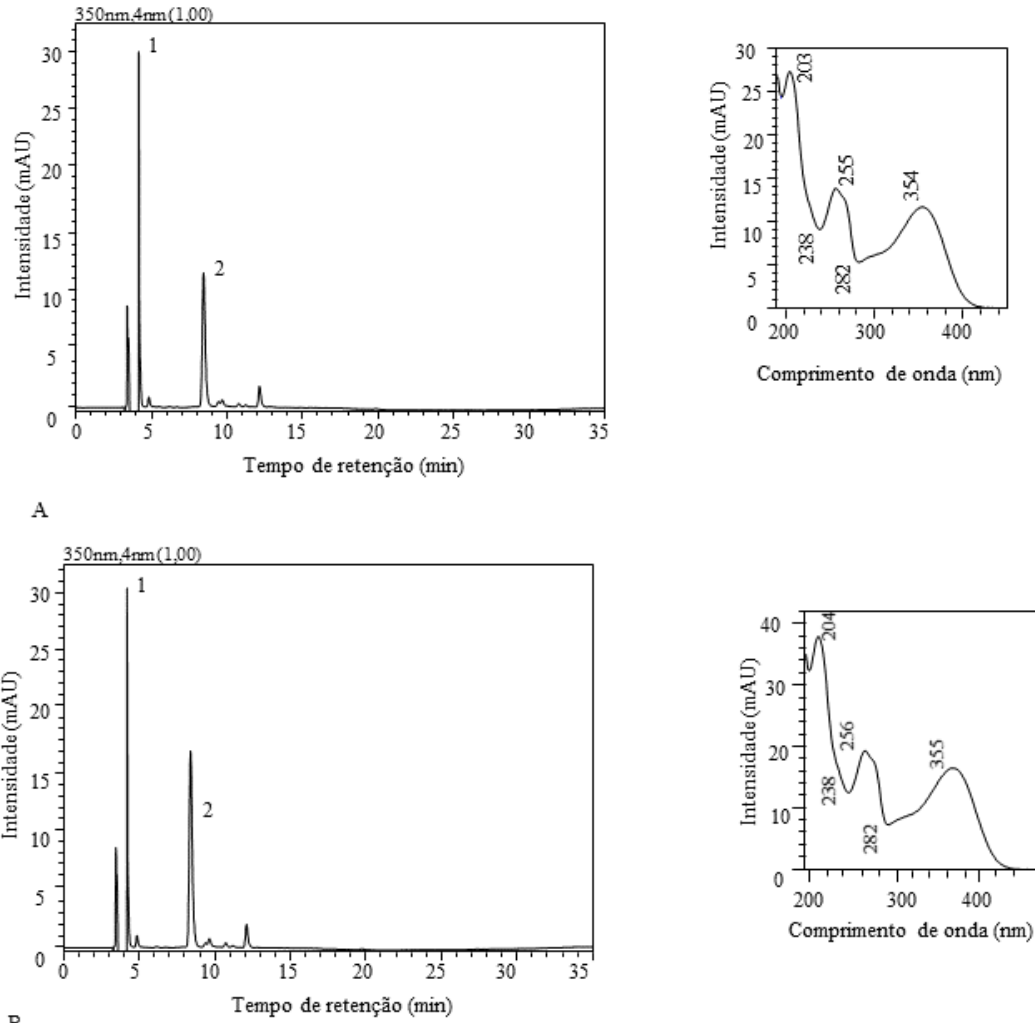 350nm,4nm(1,00)
Intensidade (mAU)
30
25
20
15
10
5
0
1
2
0 5 10 15 20 25 30 35
Tempo de retenção (min)
Intensidade (mAU)
30
25
20
15
10
5
0
203
238
255
282
354
200 300 400
Comprimento de onda (nm)
A
350nm,4nm(1,00)
Intensidade (mAU)
30
25
20
15
10
5
0
1
2
0 5 10 15 20 25 30 35
Tempo de retenção (min)
Intensidade (mAU)
40
30
20
10
0
204
238
256
282
355
200 300 400
Comprimento de onda (nm)
B